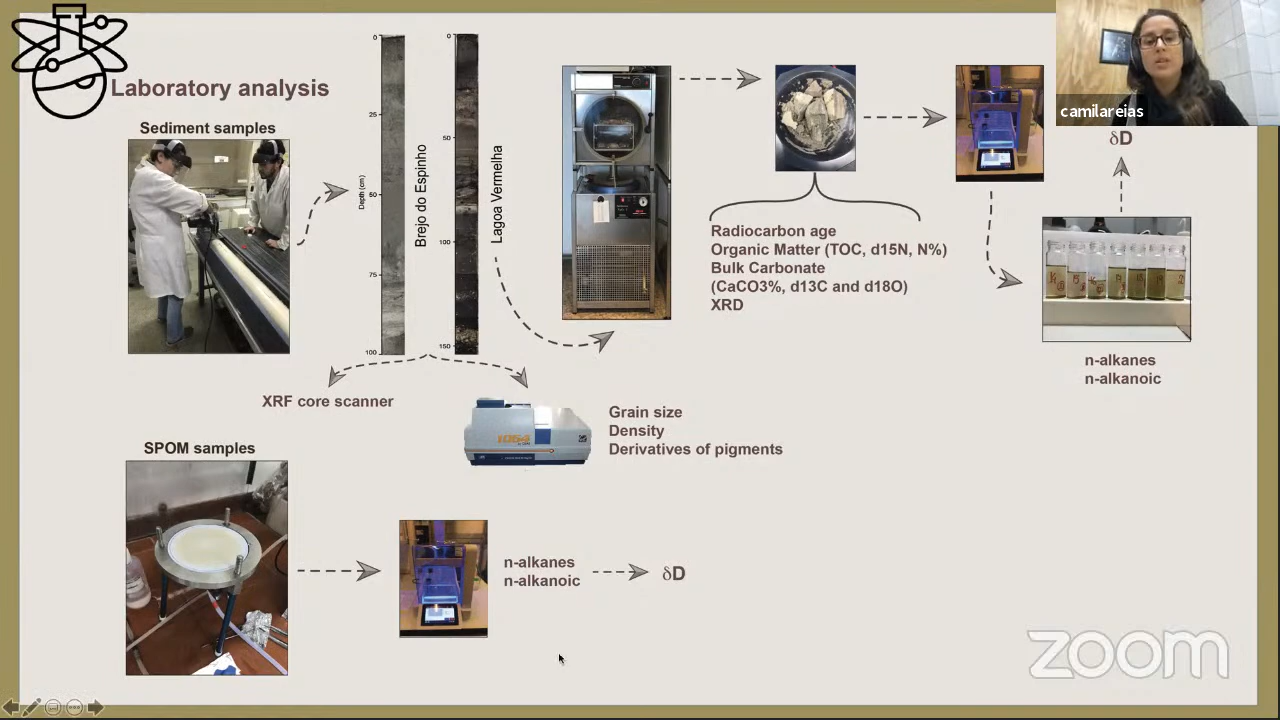 Laboratory analysis
Sediment samples
0
25
Depth (cm)
50
75
100
Brejo do Espinho
0
50
100
150
Lagoa Vermelha
Radiocarbon age
Organic Matter (TOC, d15N, N%)
Bulk Carbonate
(CaCO3%, d13C and d18O)
XRD
camilareias
δD
n-alkanes
n-alkanoic
XRF core scanner
Grain size
Density
Derivatives of pigments
SPOM samples
n-alkanes
n-alkanoic
δD
zoom